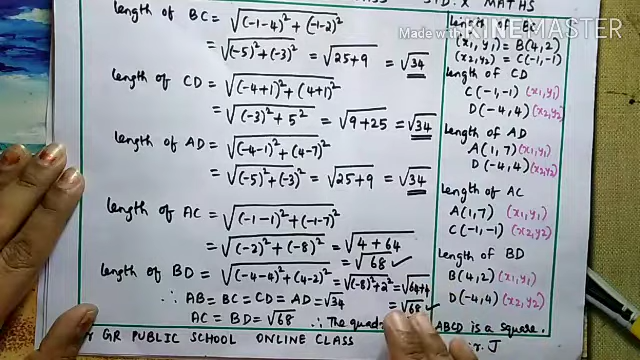 CLASS STD. X MATHS
Made with KINEMASTER
length of BC = √(-1-4)² + (-1-2)²
= √(-5)² + (-3)² = √25+9 = √34
length of CD = √(-4+1)² + (4+1)²
= √(-3)² + 5² = √9+25 = √34
length of AD = √(-4-1)² + (4-7)²
= √(-5)² + (-3)² = √25+9 = √34
length of AC = √(-1-1)² + (-1-7)²
= √(-2)² + (-8)² = √4+64
= √68 ✓
length of BD = √(-4-4)² + (4-2)² = √(-8)² + 2² = √64+4
= √68 ✓
∴ AB = BC = CD = AD = √34
AC = BD = √68 ∴ The ABCD is a square.
GR PUBLIC SCHOOL ONLINE CLASS J
length of BC
(x₁, y₁) = B(4,2)
(x₂, y₂) = C(-1,-1)
length of CD
C(-1,-1) (x₁, y₁)
D(-4,4) (x₂, y₂)
length of AD
A(1,7) (x₁, y₁)
D(-4,4) (x₂, y₂)
length of AC
A(1,7) (x₁, y₁)
C(-1,-1) (x₂, y₂)
length of BD
B(4,2) (x₁, y₁)
D(-4,4) (x₂, y₂)